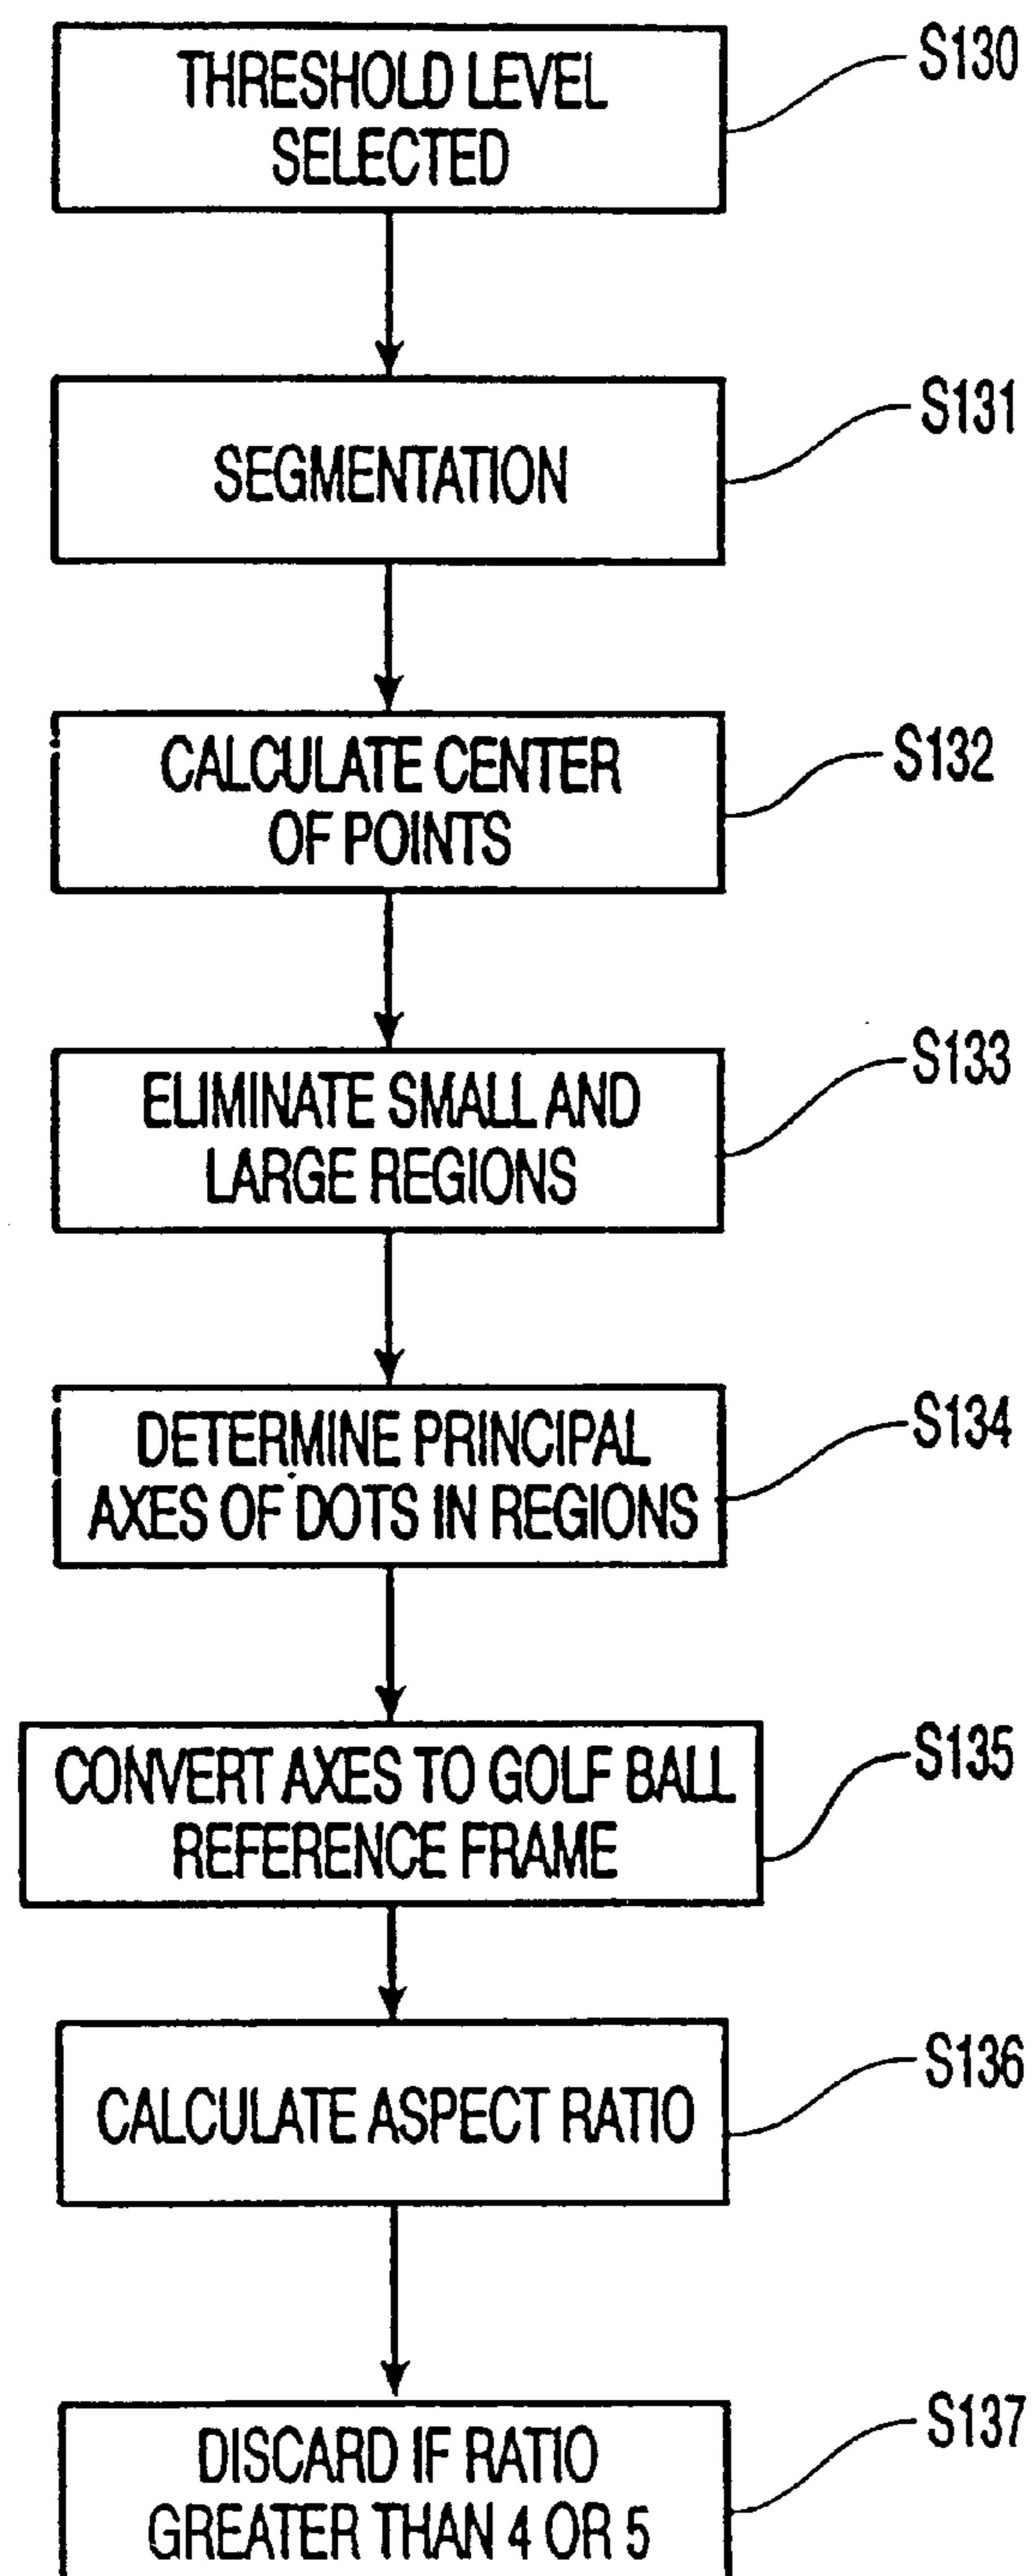 THRESHOLD LEVEL
SELECTED
S130
SEGMENTATION
S131
CALCULATE CENTER
OF POINTS
S132
ELIMINATE SMALL AND
LARGE REGIONS
S133
DETERMINE PRINCIPAL
AXES OF DOTS IN REGIONS
S134
CONVERT AXES TO GOLF BALL
REFERENCE FRAME
S135
CALCULATE ASPECT RATIO
S136
DISCARD IF RATIO
GREATER THAN 4 OR 5
S137